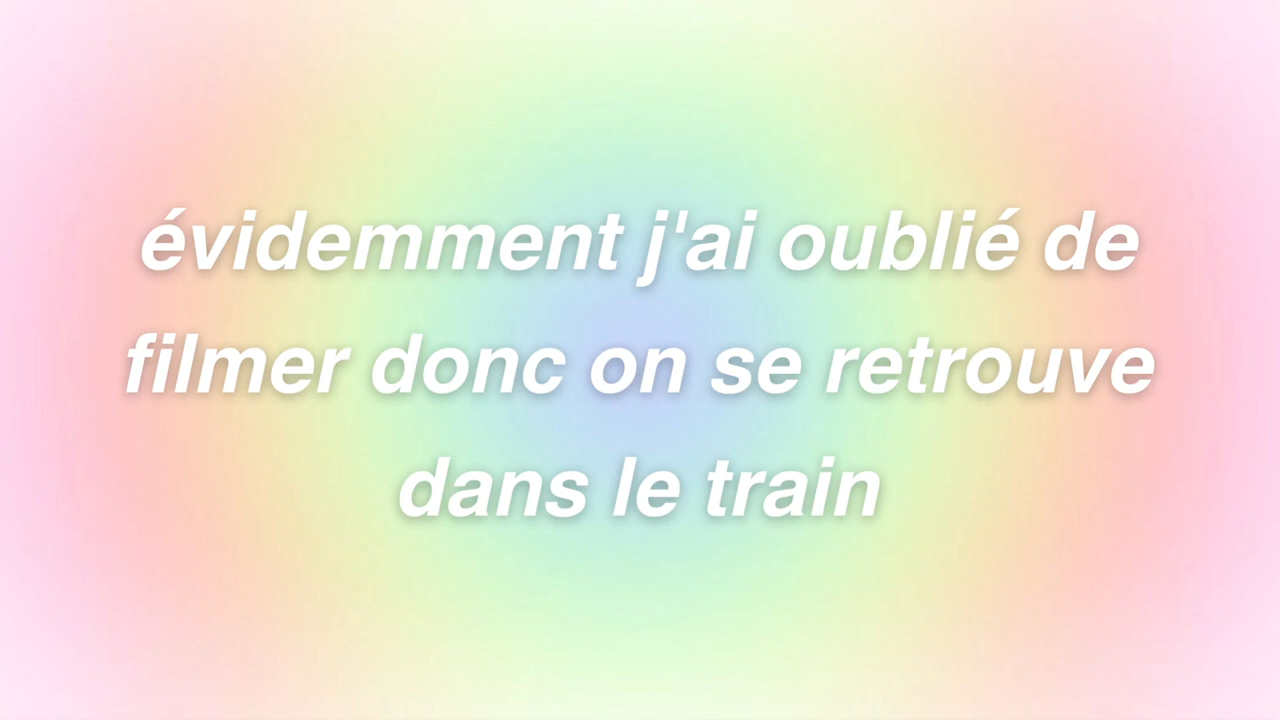 évidemment j'ai oublié de
filmer donc on se retrouve
dans le train